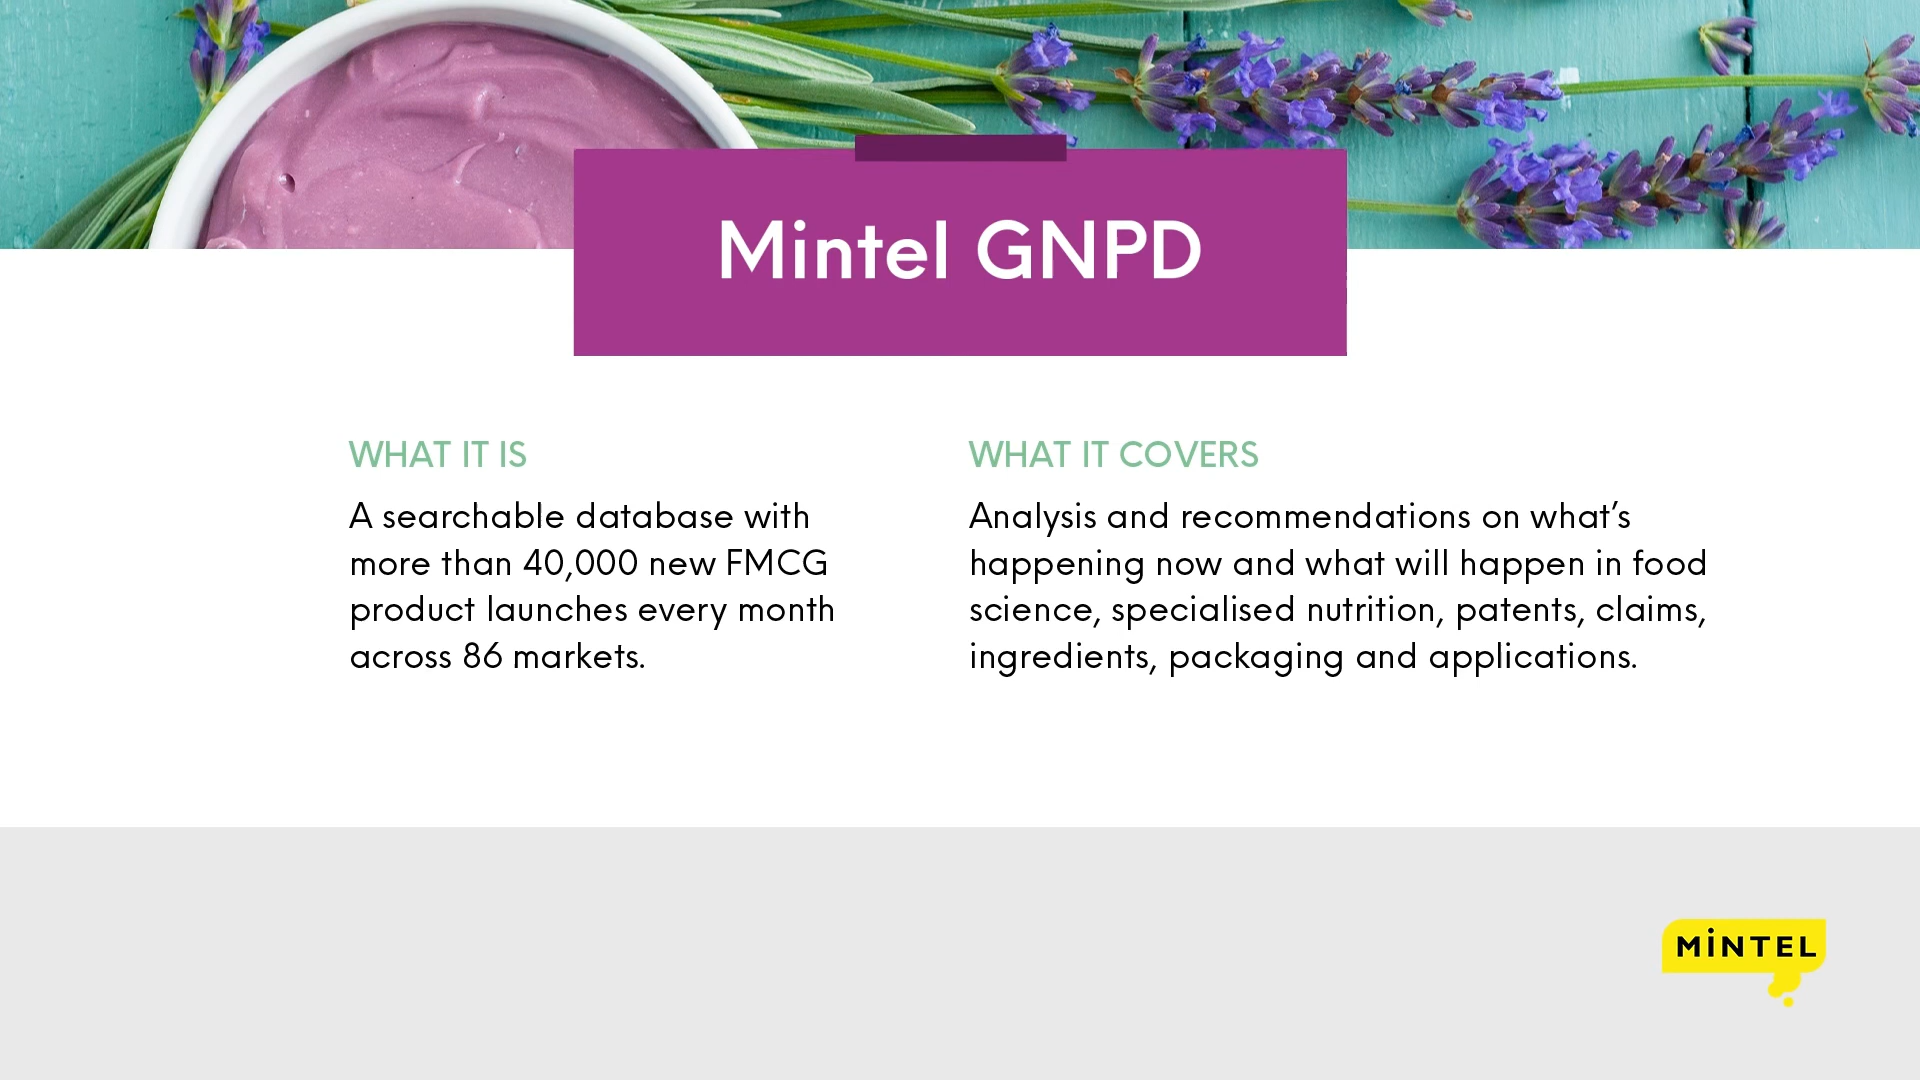 Mintel GNPD
WHAT IT IS
A searchable database with
more than 40,000 new FMCG
product launches every month
across 86 markets.
WHAT IT COVERS
Analysis and recommendations on what’s
happening now and what will happen in food
science, specialised nutrition, patents, claims,
ingredients, packaging and applications.
MiNTEL